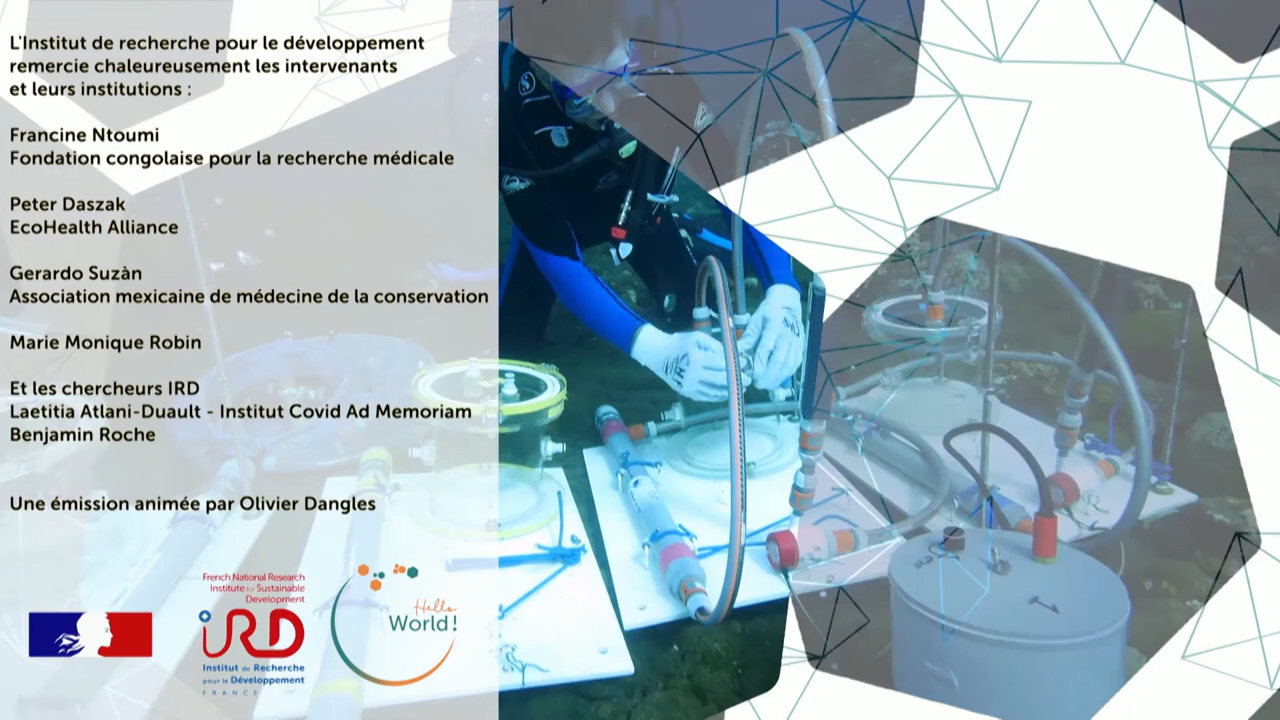 L'Institut de recherche pour le développement
remercie chaleureusement les intervenants
et leurs institutions :
Francine Ntoumi
Fondation congolaise pour la recherche médicale
Peter Daszak
EcoHealth Alliance
Gerardo Suzàn
Association mexicaine de médecine de la conservation
Marie Monique Robin
Et les chercheurs IRD
Laetitia Atlani-Duault - Institut Covid Ad Memoriam
Benjamin Roche
Une émission animée par Olivier Dangles
French National Research
Institute for Sustainable
Development
IRD
Institut de Recherche
pour le Développement
FRANCE
Hello
World!